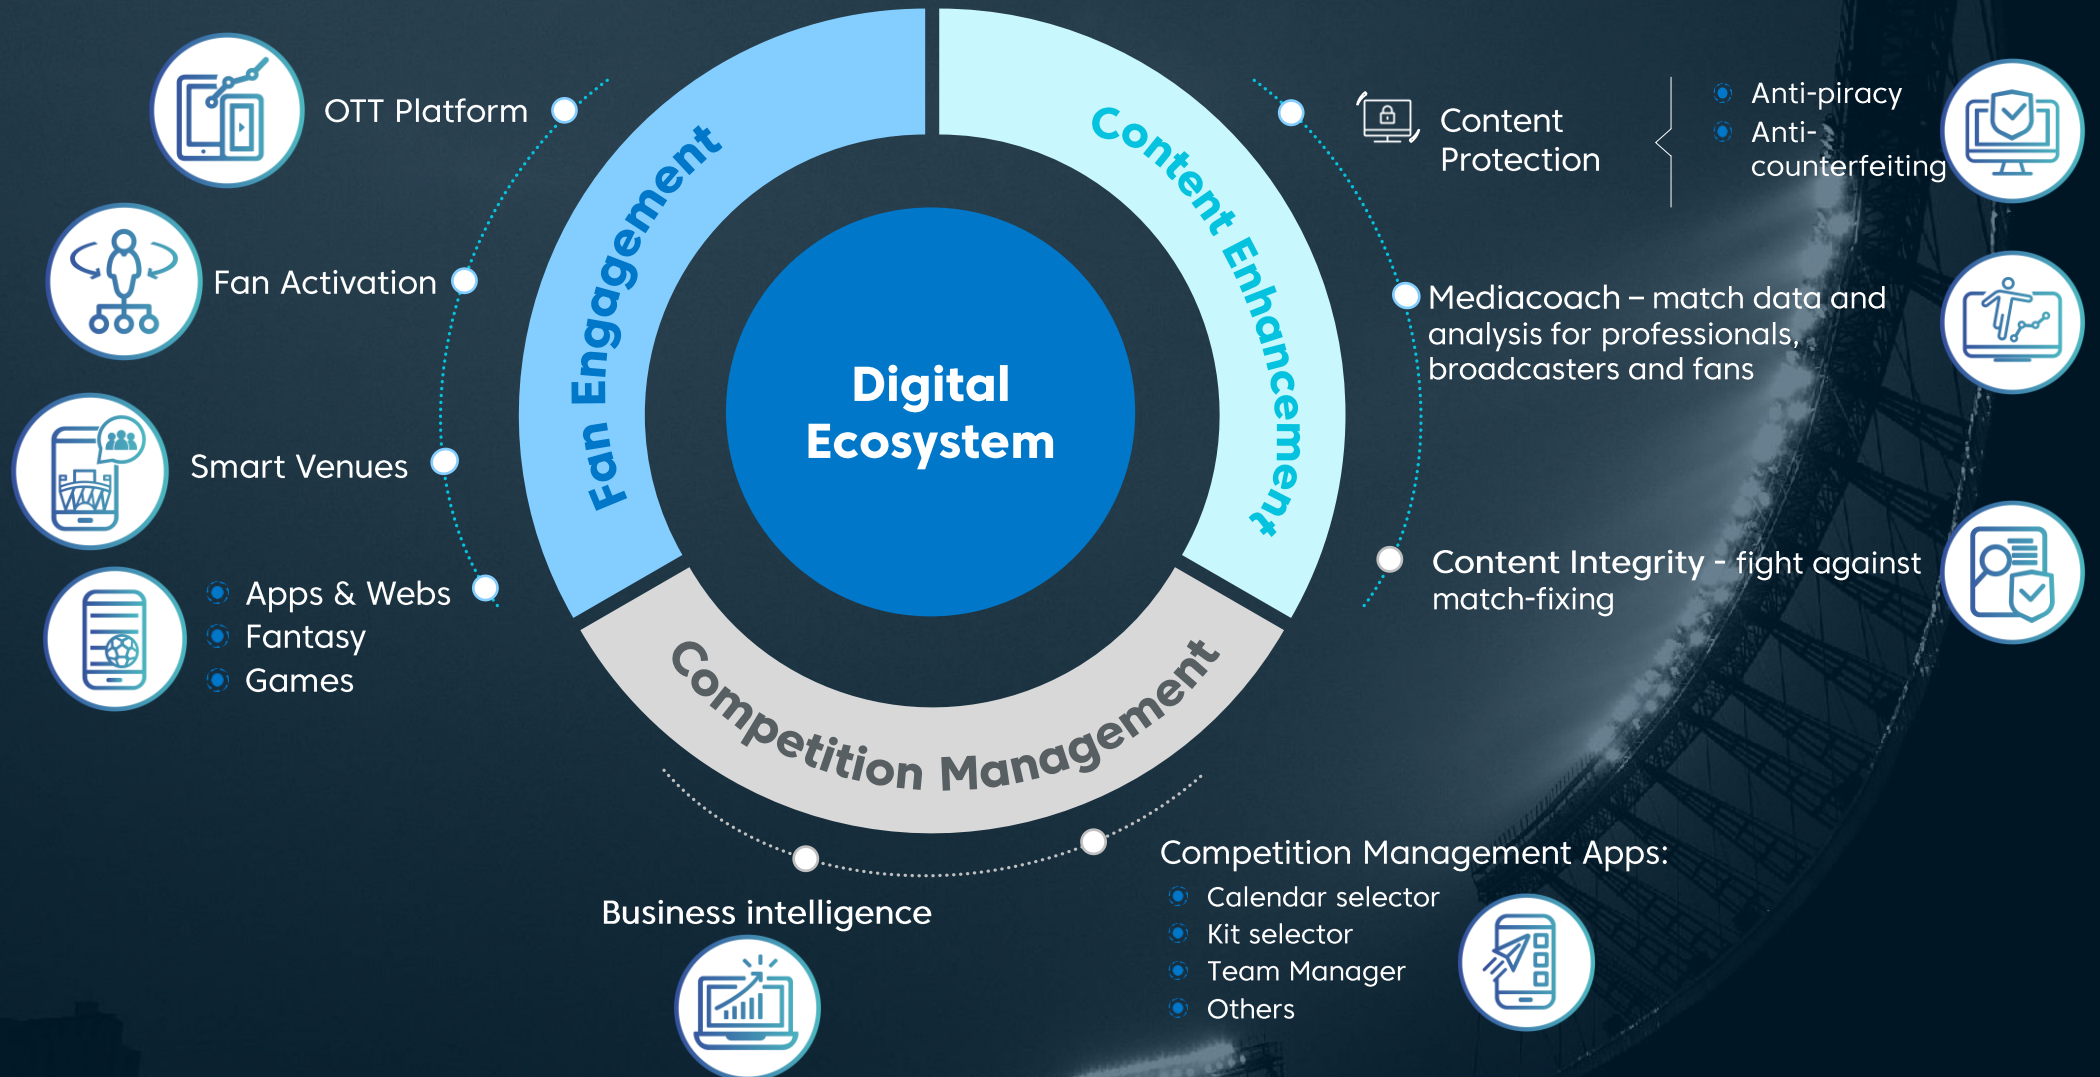 OTT Platform
Fan Activation
Smart Venues
Apps & Webs
Fantasy
Games
Fan Engagement
Content Enhancement
Competition Management
Digital
Ecosystem
Content
Protection
Anti-piracy
Anti-
counterfeiting
Mediacoach – match data and
analysis for professionals,
broadcasters and fans
Content Integrity - fight against
match-fixing
Business intelligence
Competition Management Apps:
Calendar selector
Kit selector
Team Manager
Others